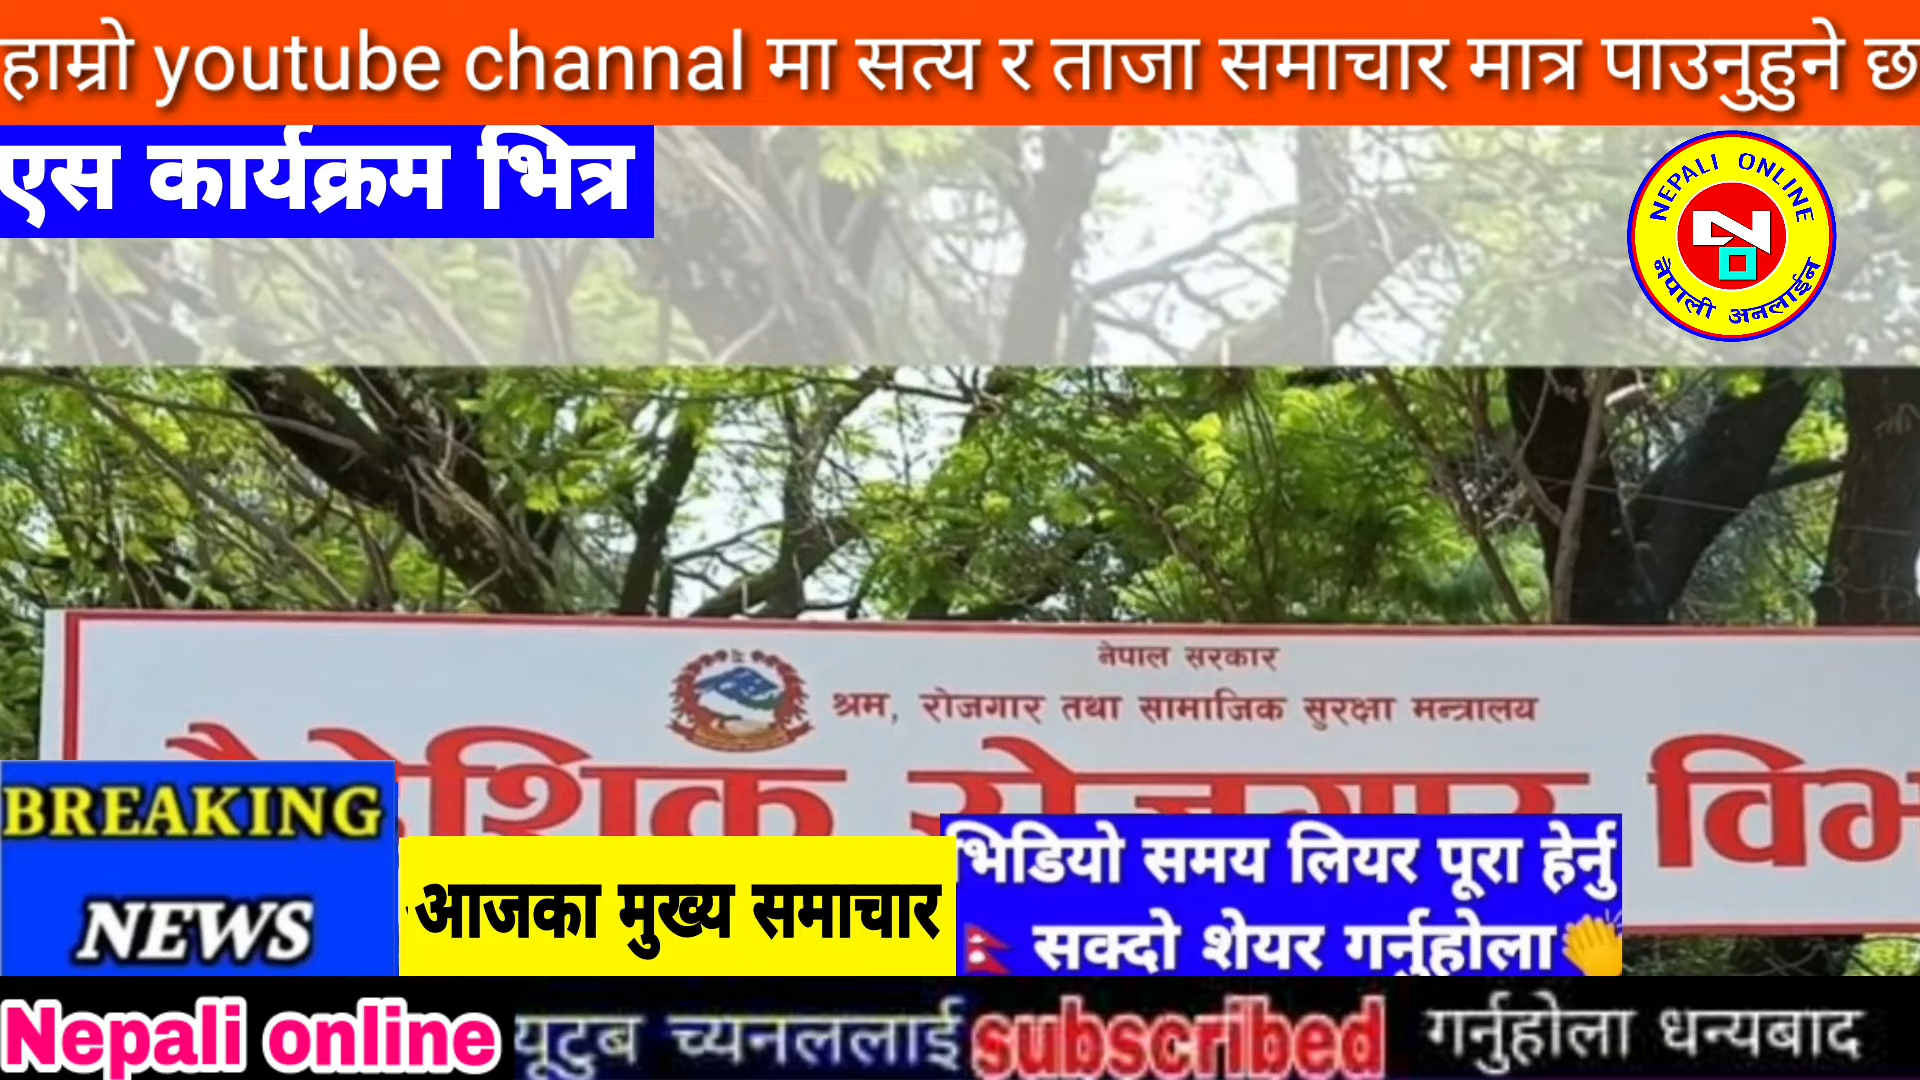 हाम्रो youtube channal मा सत्य र ताजा समाचार मात्र पाउनुहुने छ
एस कार्यक्रम भित्र
NEPALI ONLINE
नेपाली अनलाईन
नेपाल सरकार
श्रम, रोजगार तथा सामाजिक सुरक्षा मन्त्रालय
वैदेशिक रोजगार विभ
BREAKING
NEWS
आजका मुख्य समाचार
भिडियो समय लियर पूरा हेर्नु
सक्दो शेयर गर्नुहोला
Nepali online यूटुब च्यनललाई subscribed गर्नुहोला धन्यबाद